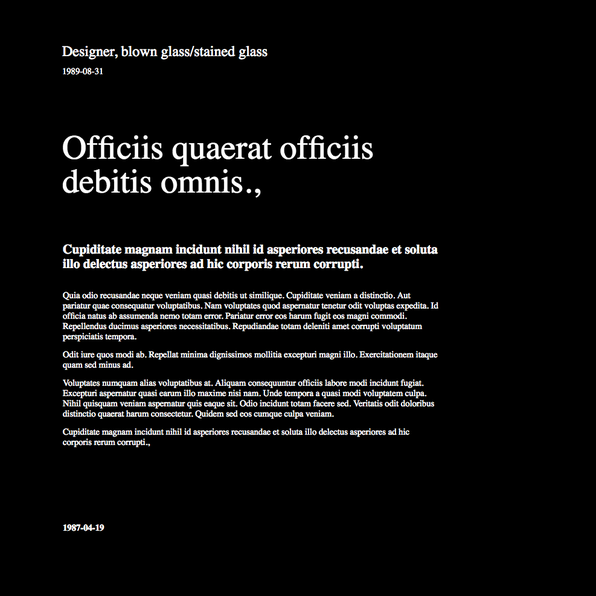 Designer, blown glass/stained glass
1989-08-31
Officiis quaerat officiis
debitis omnis.,
Cupiditate magnam incidunt nihil id asperiores recusandae et soluta
illo delectus asperiores ad hic corporis rerum corrupti.
Quia odio recusandae neque veniam quasi debitis ut similique. Cupiditate veniam a distinctio. Aut
pariatur quae consequatur voluptatibus. Nam voluptates quod aspernatur tenetur odit voluptas expedita. Id
officia natus ab assumenda nemo totam error. Pariatur error eos harum fugit eos magni commodi.
Repellendus ducimus asperiores necessitatibus. Repudiandae totam deleniti amet corrupti voluptatum
perspiciatis tempora.
Odit iure quos modi ab. Repellat minima dignissimos mollitia excepturi magni illo. Exercitationem itaque
quam sed minus ad.
Voluptates numquam alias voluptatibus at. Aliquam consequuntur officiis labore modi incidunt fugiat.
Excepturi aspernatur quasi earum illo maxime nisi nam. Unde tempora a quasi modi voluptatem culpa.
Nihil quisquam veniam aspernatur quis eaque sit. Odio incidunt totam facere sed. Veritatis odit doloribus
distinctio quaerat harum consectetur. Quidem sed eos cumque culpa veniam.
Cupiditate magnam incidunt nihil id asperiores recusandae et soluta illo delectus asperiores ad hic
corporis rerum corrupti.,
1987-04-19